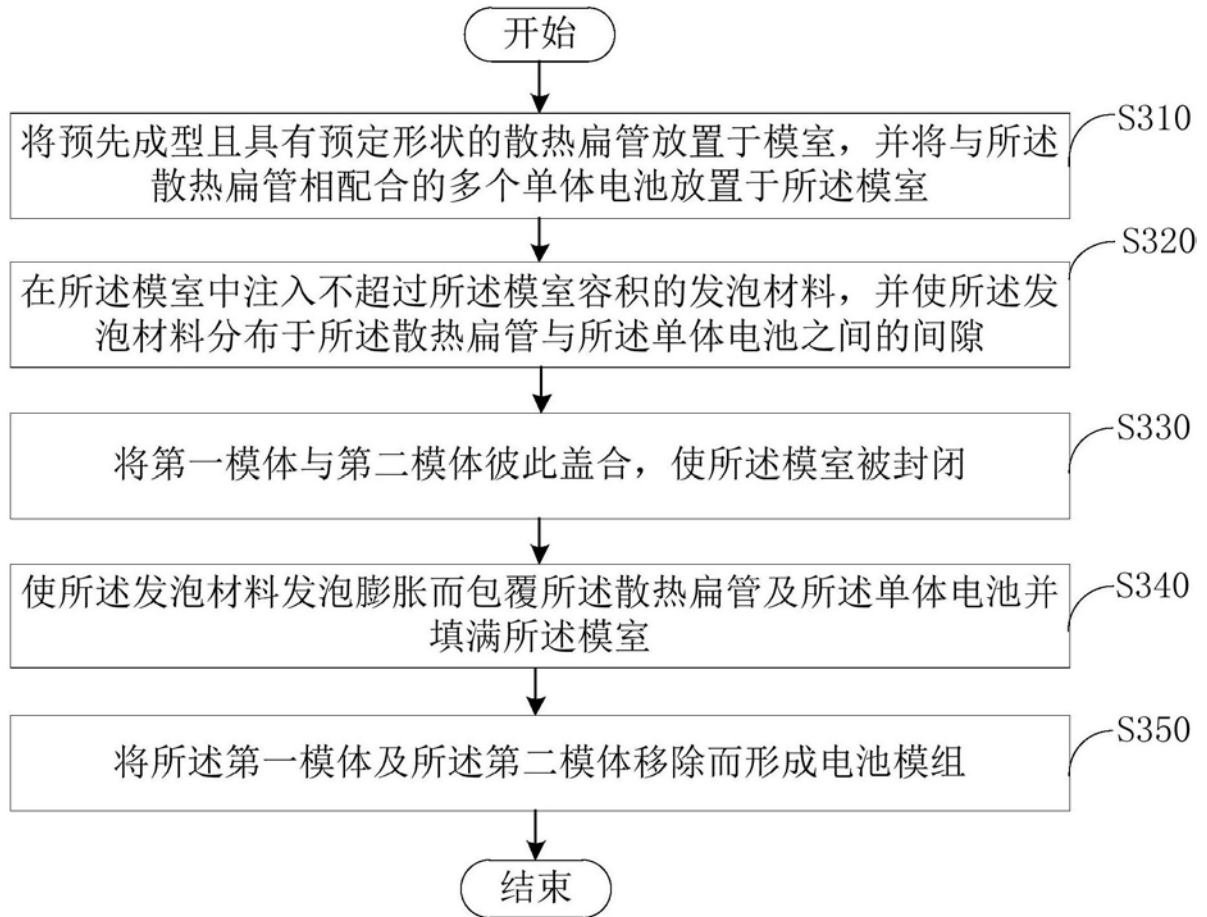 开始
S310
将预先成型且具有预定形状的散热扁管放置于模室，并将与所述
散热扁管相配合的多个单体电池放置于所述模室
S320
在所述模室中注入不超过所述模室容积的发泡材料，并使所述发
泡材料分布于所述散热扁管与所述单体电池之间的间隙
S330
将第一模体与第二模体彼此盖合，使所述模室被封闭
S340
使所述发泡材料发泡膨胀而包覆所述散热扁管及所述单体电池并
填满所述模室
S350
将所述第一模体及所述第二模体移除而形成电池模组
结束